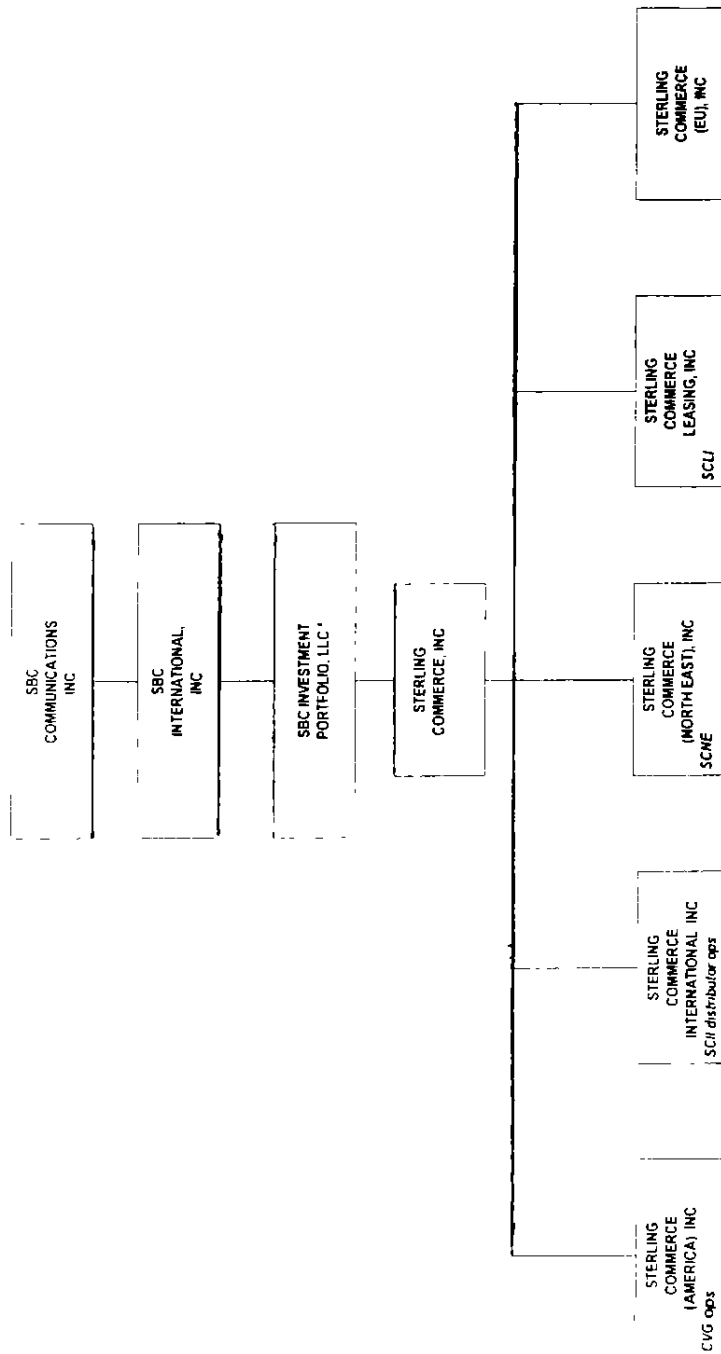 SBC
COMMUNICATIONS
INC
SBC
INTERNATIONAL,
INC
SBC INVESTMENT
PORTFOLIO, LLC *
STERLING
COMMERCE, INC
STERLING
COMMERCE
(AMERICA) INC
CVG ops
STERLING
COMMERCE
INTERNATIONAL INC
SCII distributor ops
STERLING
COMMERCE
(NORTH EAST), INC
SCNE
STERLING
COMMERCE
LEASING, INC
SCLI
STERLING
COMMERCE
(EU), INC